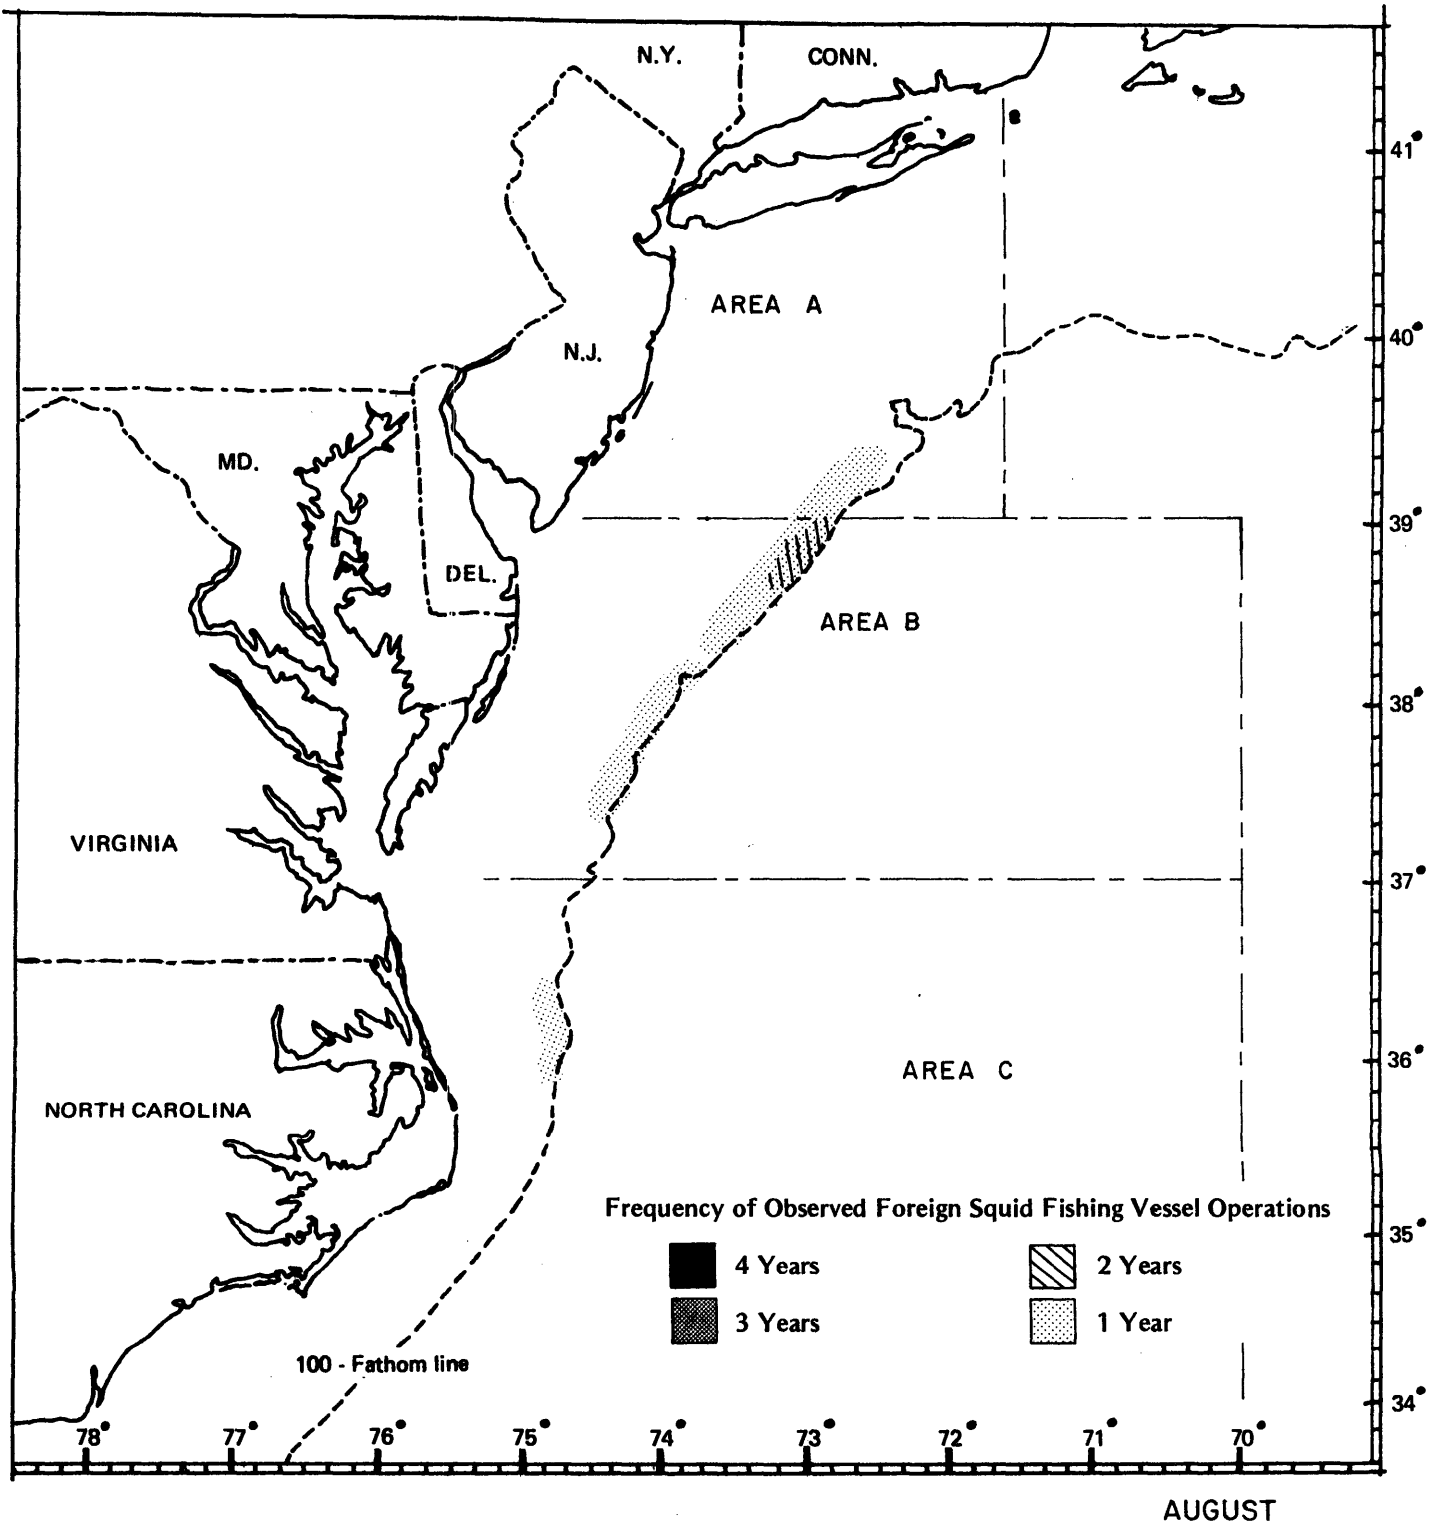 N.Y. CONN.
41°
AREA A
40°
N.J.
MD.
39°
DEL.
AREA B
38°
VIRGINIA
37°
36°
AREA C
NORTH CAROLINA
Frequency of Observed Foreign Squid Fishing Vessel Operations
35°
4 Years 2 Years
3 Years 1 Year
100 - Fathom line
34°
78° 77° 76° 75° 74° 73° 72° 71° 70°
AUGUST